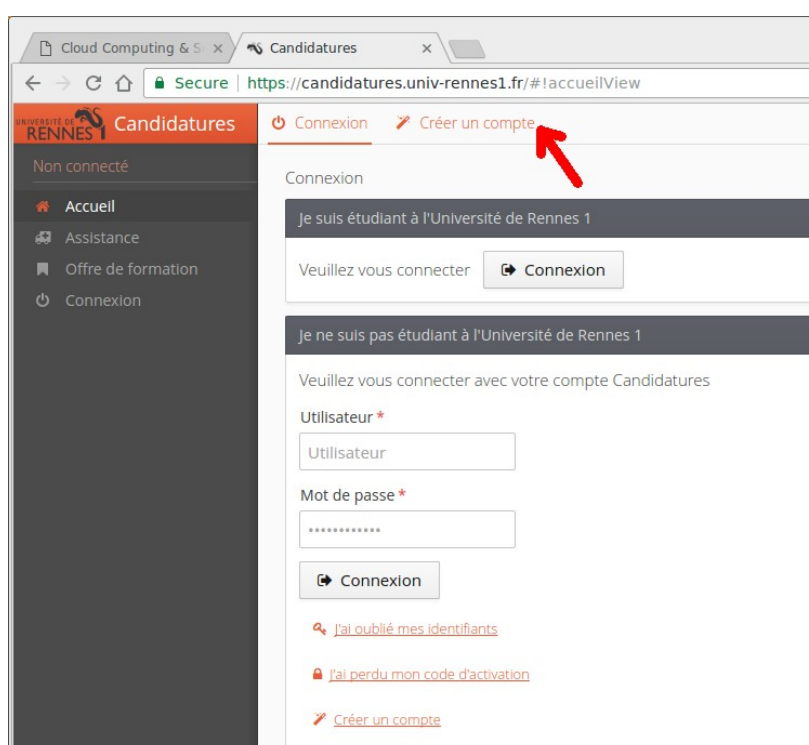 Cloud Computing & S
Candidatures
Secure
https://candidatures.univ-rennes1.fr/#!accueilView
UNIVERSITÉ DE
RENNES 1
Candidatures
Connexion
Créer un compte
Non connecté
Accueil
Assistance
Offre de formation
Connexion
Connexion
Je suis étudiant à l'Université de Rennes 1
Veuillez vous connecter
Connexion
Je ne suis pas étudiant à l'Université de Rennes 1
Veuillez vous connecter avec votre compte Candidatures
Utilisateur *
Utilisateur
Mot de passe *
••••••••••••
Connexion
J'ai oublié mes identifiants
J'ai perdu mon code d'activation
Créer un compte